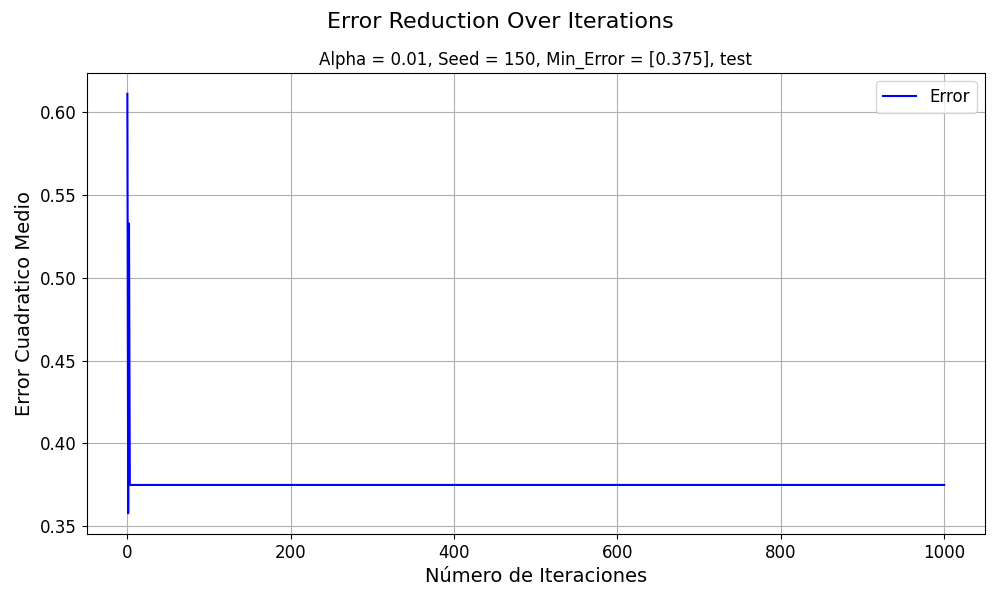 Error Reduction Over Iterations
Alpha = 0.01, Seed = 150, Min_Error = [0.375], test
Error
Error Cuadratico Medio
0.60
0.55
0.50
0.45
0.40
0.35
0 200 400 600 800 1000
Número de Iteraciones